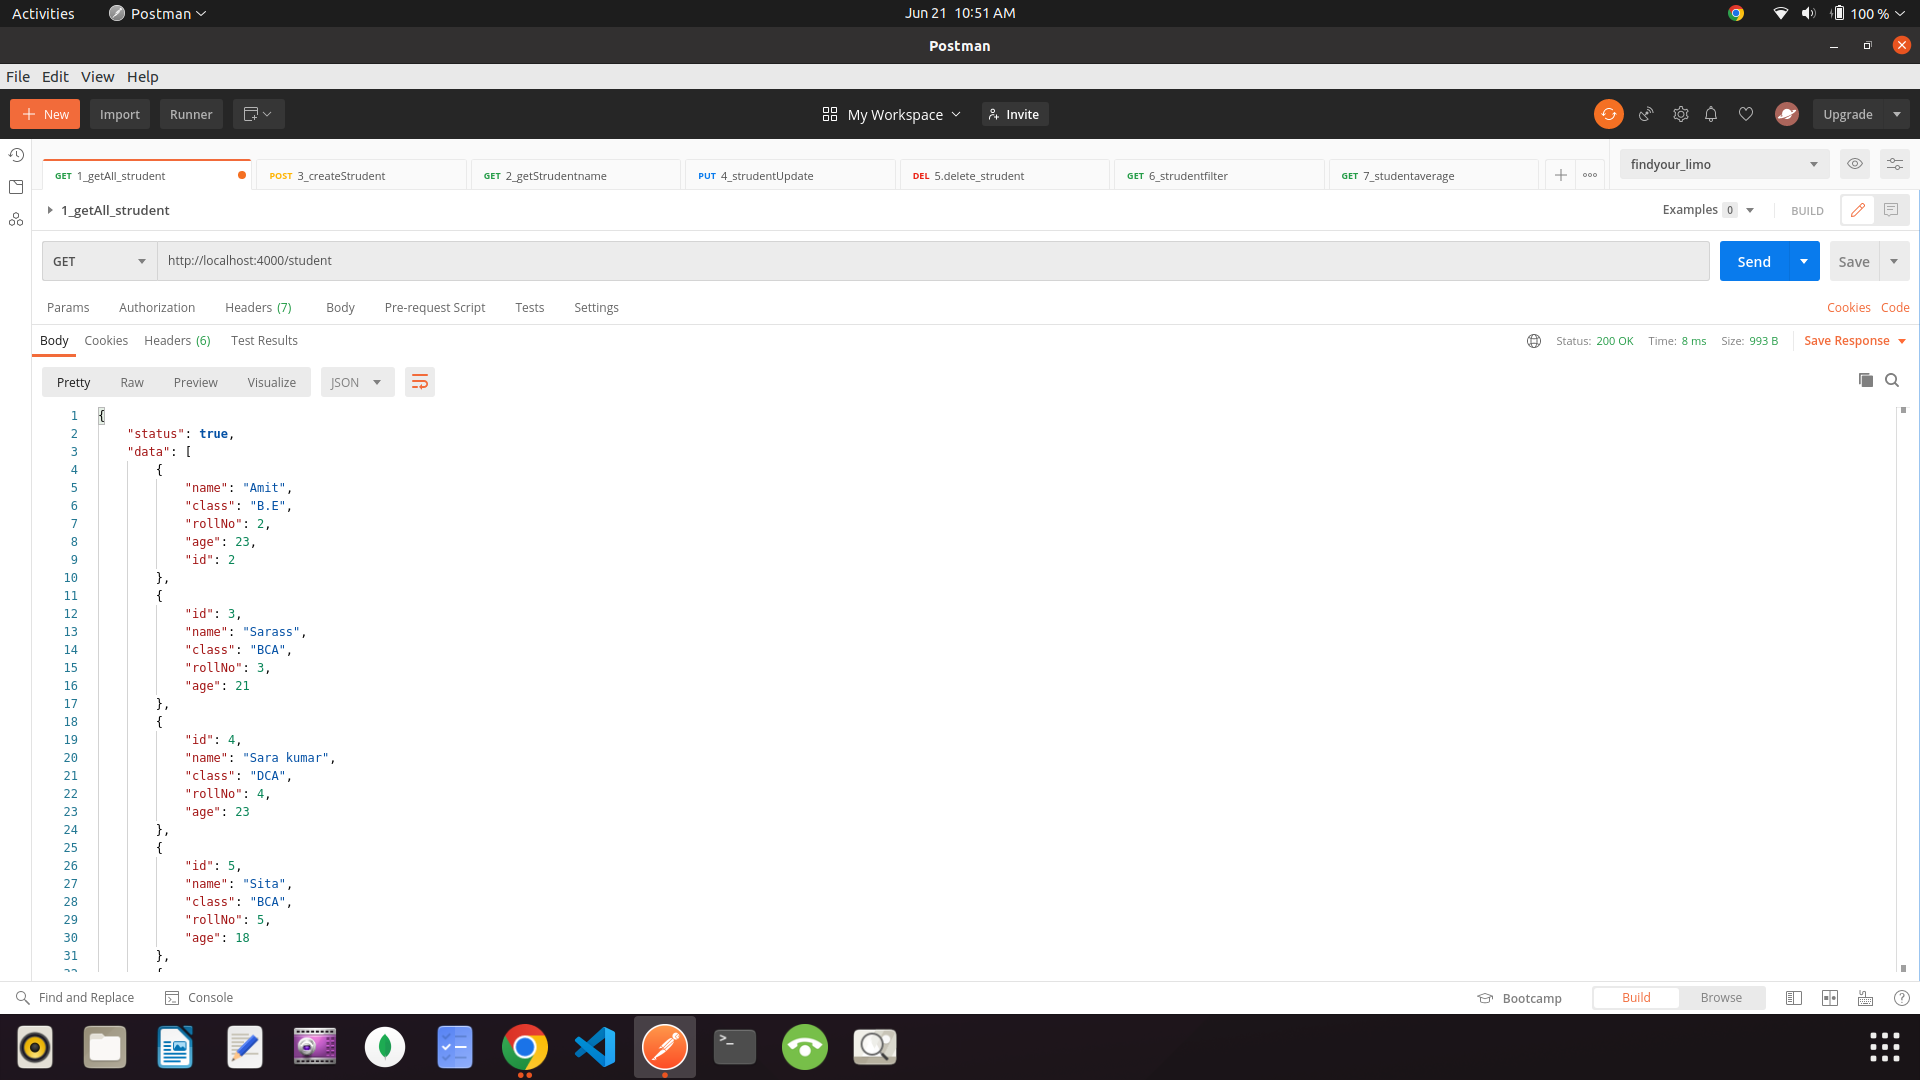 Activities Postman Jun 21 10:51 AM 100 %
Postman
File Edit View Help
New Import Runner My Workspace Invite Upgrade
GET 1_getAll_strudent POST 3_createStrudent GET 2_getStrudentname PUT 4_strudentUpdate DEL 5.delete_strudent GET 6_strudentfilter GET 7_studentaverage findyour_limo
1_getAll_strudent Examples 0 BUILD
GET http://localhost:4000/student Send Save
Params Authorization Headers (7) Body Pre-request Script Tests Settings Cookies Code
Body Cookies Headers (6) Test Results Status: 200 OK Time: 8 ms Size: 993 B Save Response
Pretty Raw Preview Visualize JSON
1 {
2 "status": true,
3 "data": [
4 {
5 "name": "Amit",
6 "class": "B.E",
7 "rollNo": 2,
8 "age": 23,
9 "id": 2
10 },
11 {
12 "id": 3,
13 "name": "Sarass",
14 "class": "BCA",
15 "rollNo": 3,
16 "age": 21
17 },
18 {
19 "id": 4,
20 "name": "Sara kumar",
21 "class": "DCA",
22 "rollNo": 4,
23 "age": 23
24 },
25 {
26 "id": 5,
27 "name": "Sita",
28 "class": "BCA",
29 "rollNo": 5,
30 "age": 18
31 },
Find and Replace Console Bootcamp Build Browse